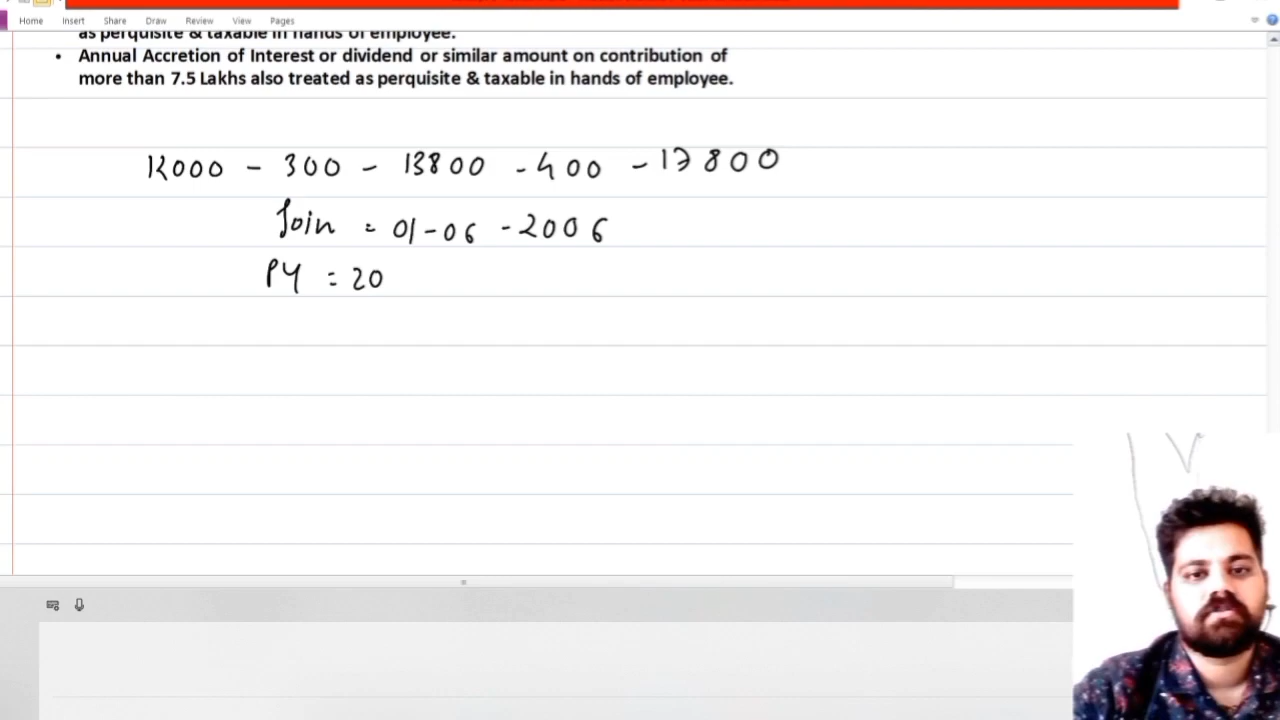 Home Insert Share Draw Review View Pages
as perquisite & taxable in hands of employee.
• Annual Accretion of Interest or dividend or similar amount on contribution of
more than 7.5 Lakhs also treated as perquisite & taxable in hands of employee.
12000 - 300 - 13800 - 400 - 17800
Join = 01-06-2006
PY = 20